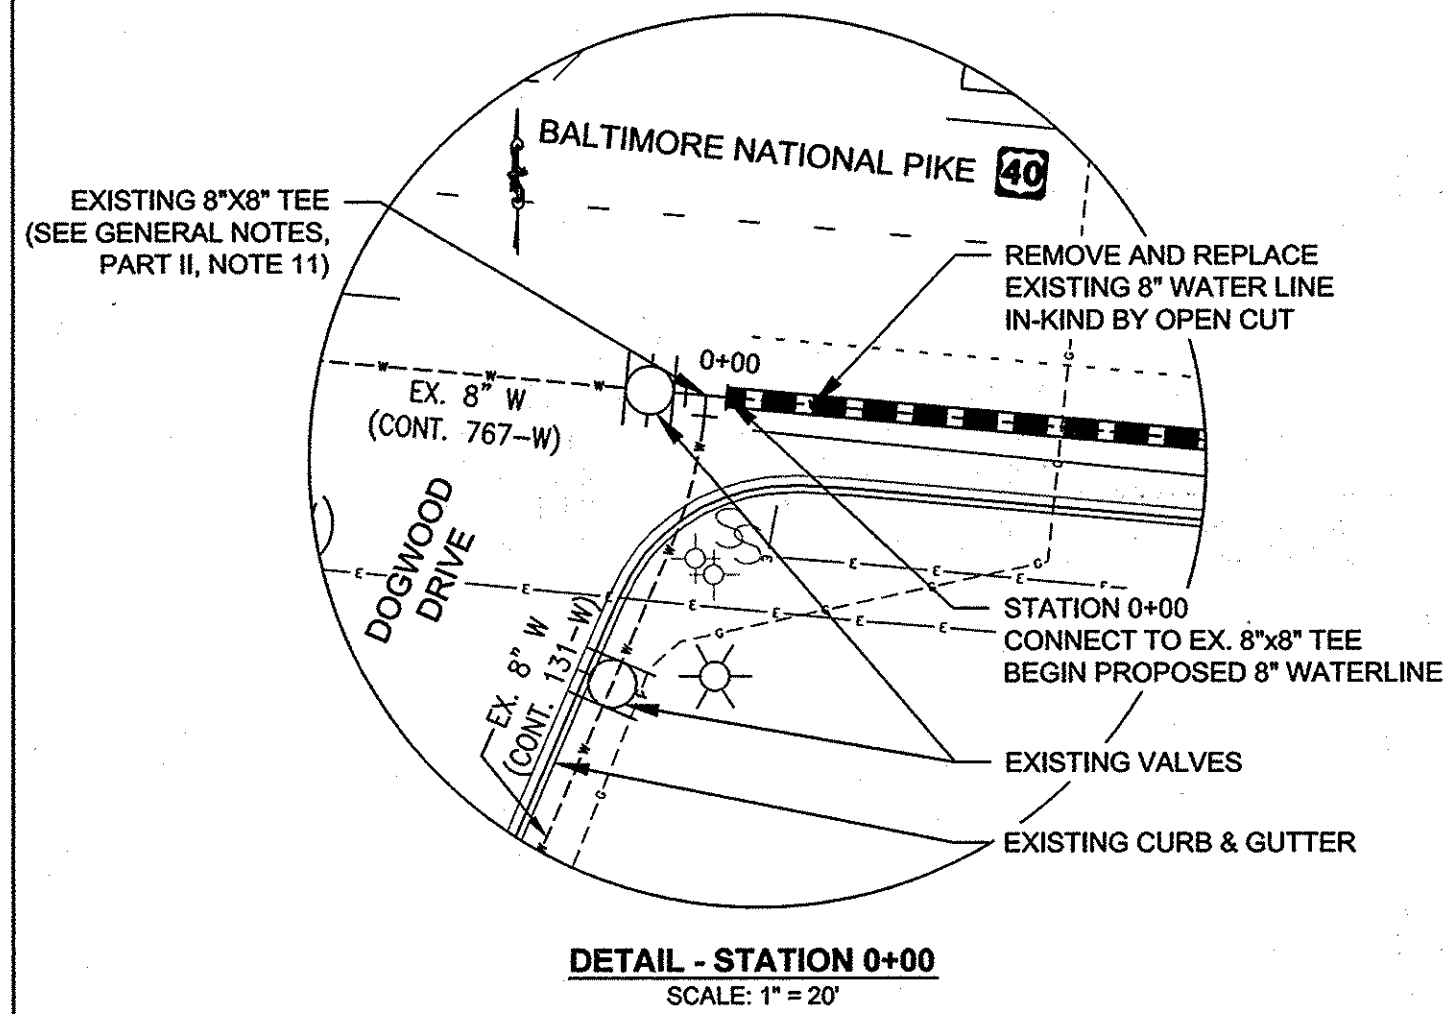 BALTIMORE NATIONAL PIKE 40
EXISTING 8"X8" TEE
(SEE GENERAL NOTES,
PART II, NOTE 11)
REMOVE AND REPLACE
EXISTING 8" WATER LINE
IN-KIND BY OPEN CUT
0+00
W W W
EX. 8" W
(CONT. 767-W)
DOGWOOD
DRIVE
EX. 8" W
(CONT. 131-W)
STATION 0+00
CONNECT TO EX. 8"x8" TEE
BEGIN PROPOSED 8" WATERLINE
EXISTING VALVES
EXISTING CURB & GUTTER
DETAIL - STATION 0+00
SCALE: 1" = 20'